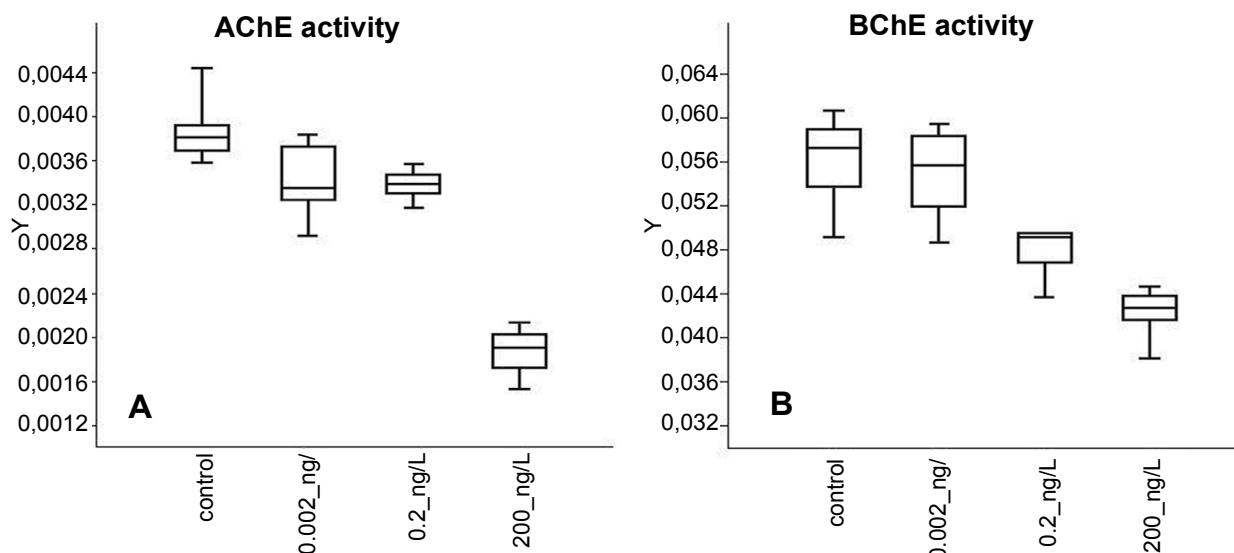 AChE activity
0,0044
0,0040
0,0036
0,0032
0,0028
0,0024
0,0020
0,0016
0,0012
Y
A
control
0.002_ng/
0.2_ng/L
200_ng/L
BChE activity
0,064
0,060
0,056
0,052
0,048
0,044
0,040
0,036
0,032
Y
B
control
0.002_ng/
0.2_ng/L
200_ng/L